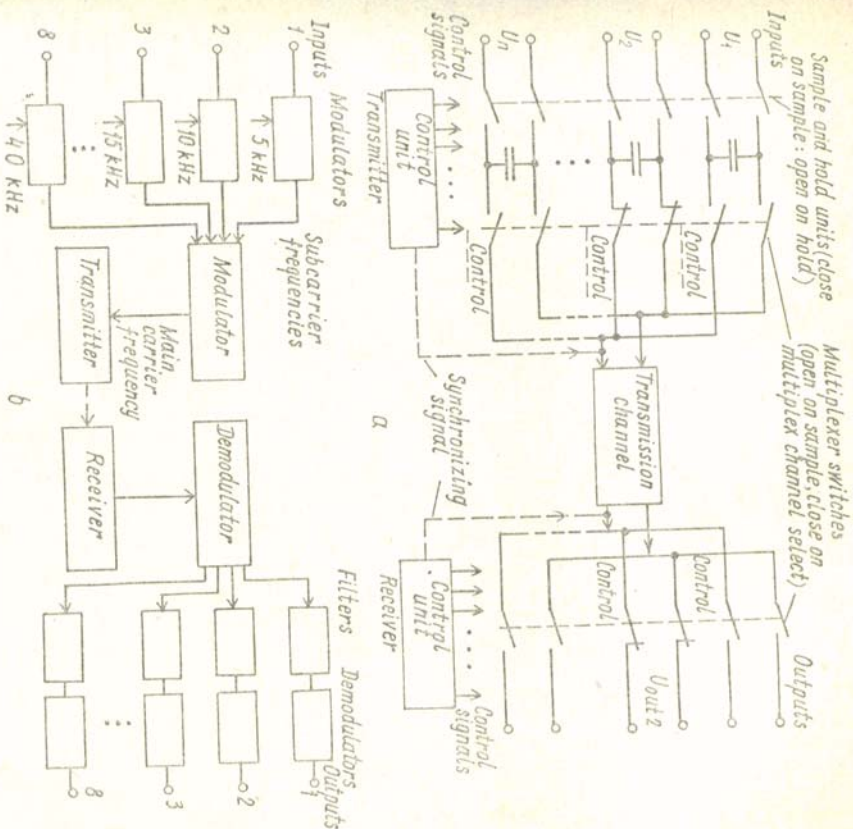 Sample and hold units (close
on sample: open on hold)
Multiplexer switches
(open on sample, close on
multiplex channel select)
Inputs
Outputs
U₁
Control
Control
U₂
Control
Control
Uout 2
Uₙ
Transmission
channel
Control
signals
Control
unit
Transmitter
Synchronizing
signal
Control
signals
Control
unit
Receiver
a
Inputs
Modulators
Subcarrier
frequencies
Filters
Demodulators
Outputs
1
5 kHz
1
2
10 kHz
2
3
15 kHz
3
8
40 kHz
8
Modulator
Demodulator
Transmitter
Main
carrier
frequency
Receiver
b